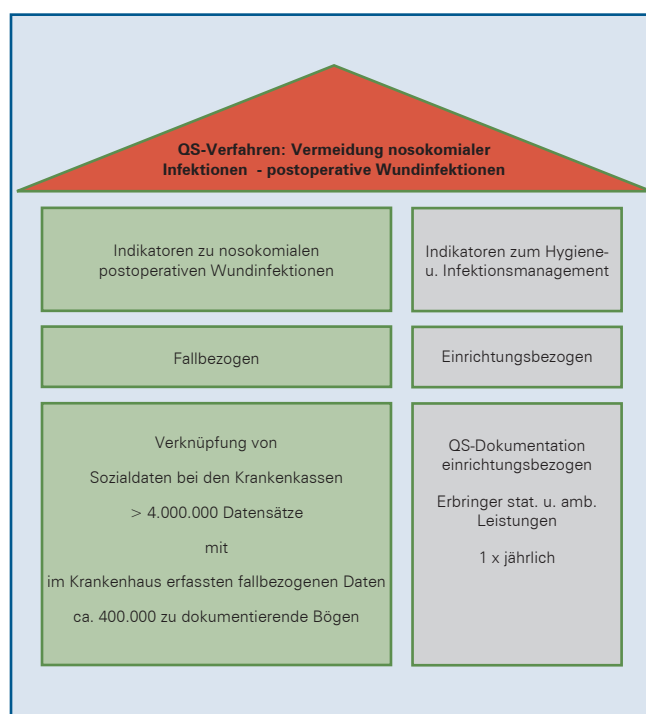 QS-Verfahren: Vermeidung nosokomialer
Infektionen - postoperative Wundinfektionen
Indikatoren zu nosokomialen
postoperativen Wundinfektionen
Indikatoren zum Hygiene-
u. Infektionsmanagement
Fallbezogen
Einrichtungsbezogen
Verknüpfung von
Sozialdaten bei den Krankenkassen
> 4.000.000 Datensätze
mit
im Krankenhaus erfassten fallbezogenen Daten
ca. 400.000 zu dokumentierende Bögen
QS-Dokumentation
einrichtungsbezogen
Erbringer stat. u. amb.
Leistungen
1 x jährlich